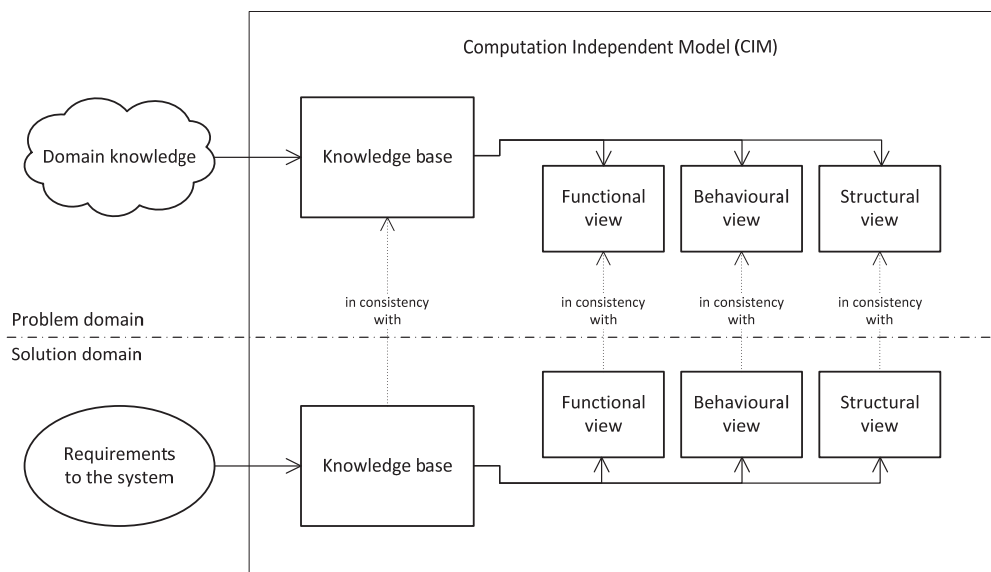 Computation Independent Model (CIM)
Domain knowledge
Knowledge base
Functional
view
Behavioural
view
Structural
view
in consistency
with
in consistency
with
in consistency
with
in consistency
with
Problem domain
Solution domain
Requirements
to the system
Knowledge base
Functional
view
Behavioural
view
Structural
view